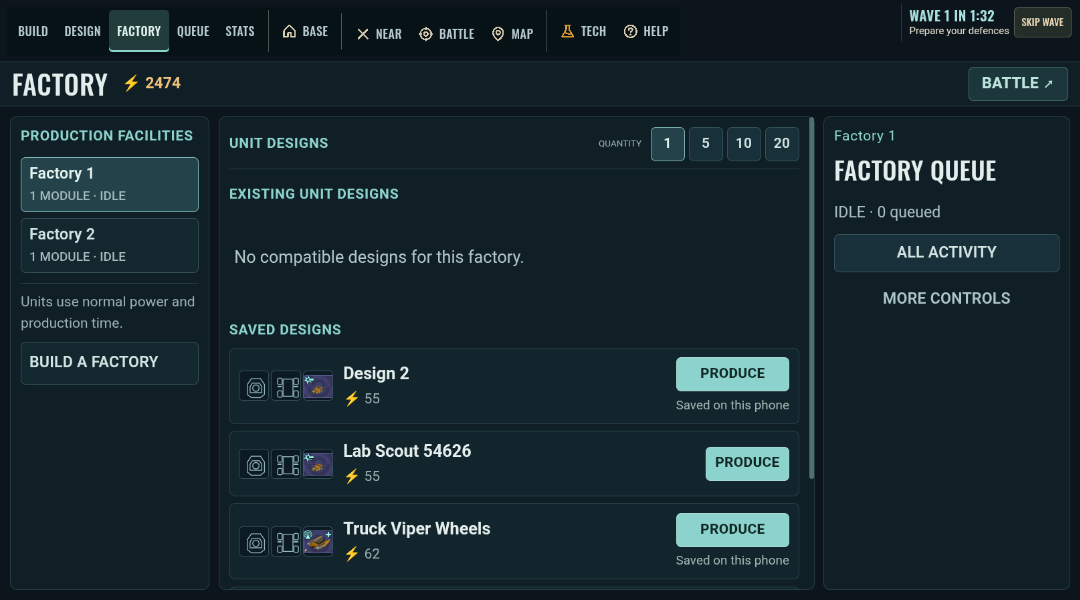 BUILD
DESIGN
FACTORY
QUEUE
STATS
BASE
NEAR
BATTLE
MAP
TECH
HELP
WAVE 1 IN 1:32
Prepare your defences
SKIP WAVE
FACTORY
⚡ 2474
BATTLE ↗
PRODUCTION FACILITIES
Factory 1
1 MODULE · IDLE
Factory 2
1 MODULE · IDLE
Units use normal power and
production time.
BUILD A FACTORY
UNIT DESIGNS
QUANTITY
1
5
10
20
EXISTING UNIT DESIGNS
No compatible designs for this factory.
SAVED DESIGNS
Design 2
⚡ 55
PRODUCE
Saved on this phone
Lab Scout 54626
⚡ 55
PRODUCE
Truck Viper Wheels
⚡ 62
PRODUCE
Saved on this phone
Factory 1
FACTORY QUEUE
IDLE · 0 queued
ALL ACTIVITY
MORE CONTROLS